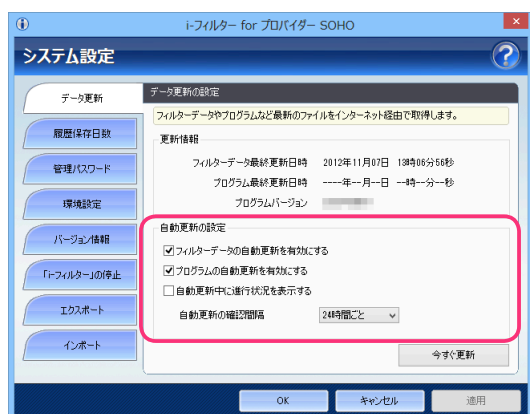 i-フィルター for プロバイダー SOHO
システム設定
データ更新
履歴保存日数
管理パスワード
環境設定
バージョン情報
「i-フィルター」の停止
エクスポート
インポート
データ更新の設定
フィルターデータやプログラムなど最新のファイルをインターネット経由で取得します。
更新情報
フィルターデータ最終更新日時 2012年11月07日 13時06分56秒
プログラム最終更新日時 ----年--月--日 --時--分--秒
プログラムバージョン
自動更新の設定
フィルターデータの自動更新を有効にする
プログラムの自動更新を有効にする
自動更新中に進行状況を表示する
自動更新の確認間隔 24時間ごと
今すぐ更新
OK キャンセル 適用